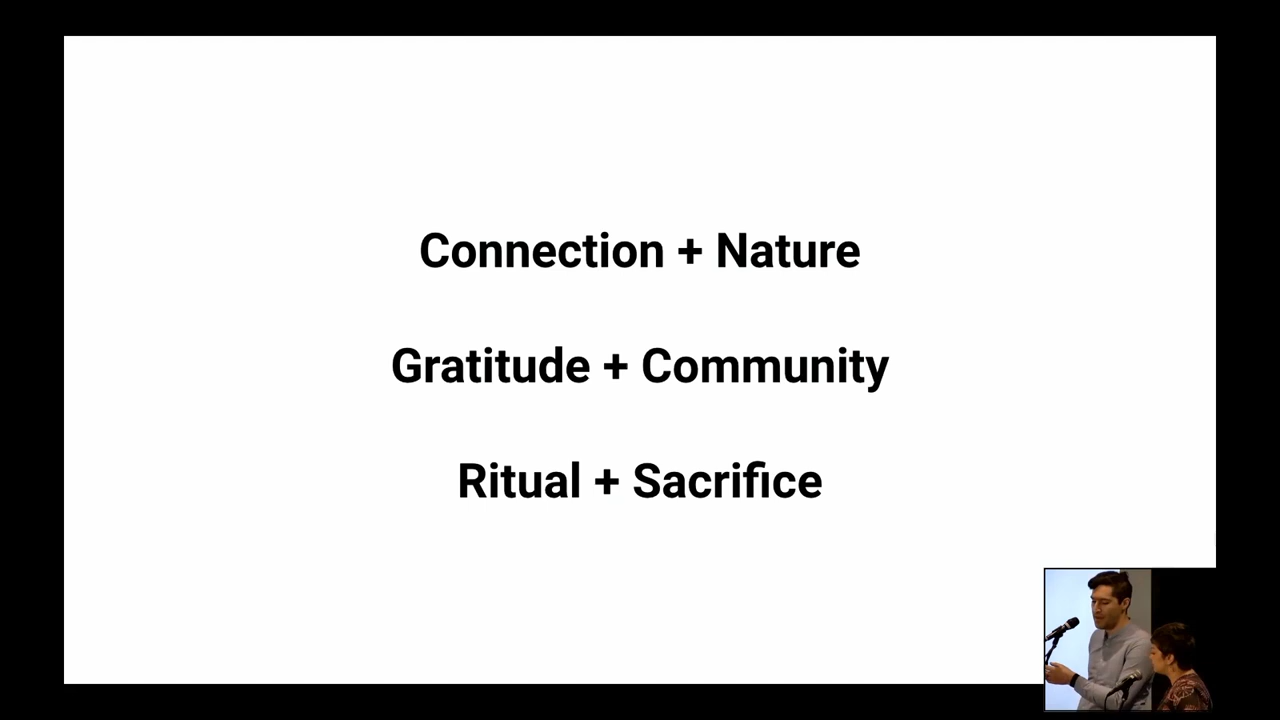 Connection + Nature
Gratitude + Community
Ritual + Sacrifice